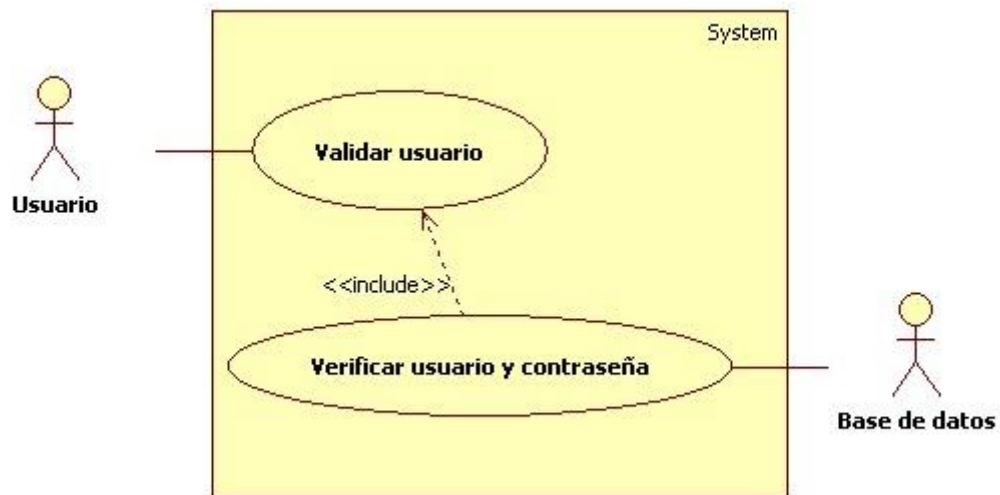 System
Validar usuario
Usuario
<<include>>
Verificar usuario y contraseña
Base de datos